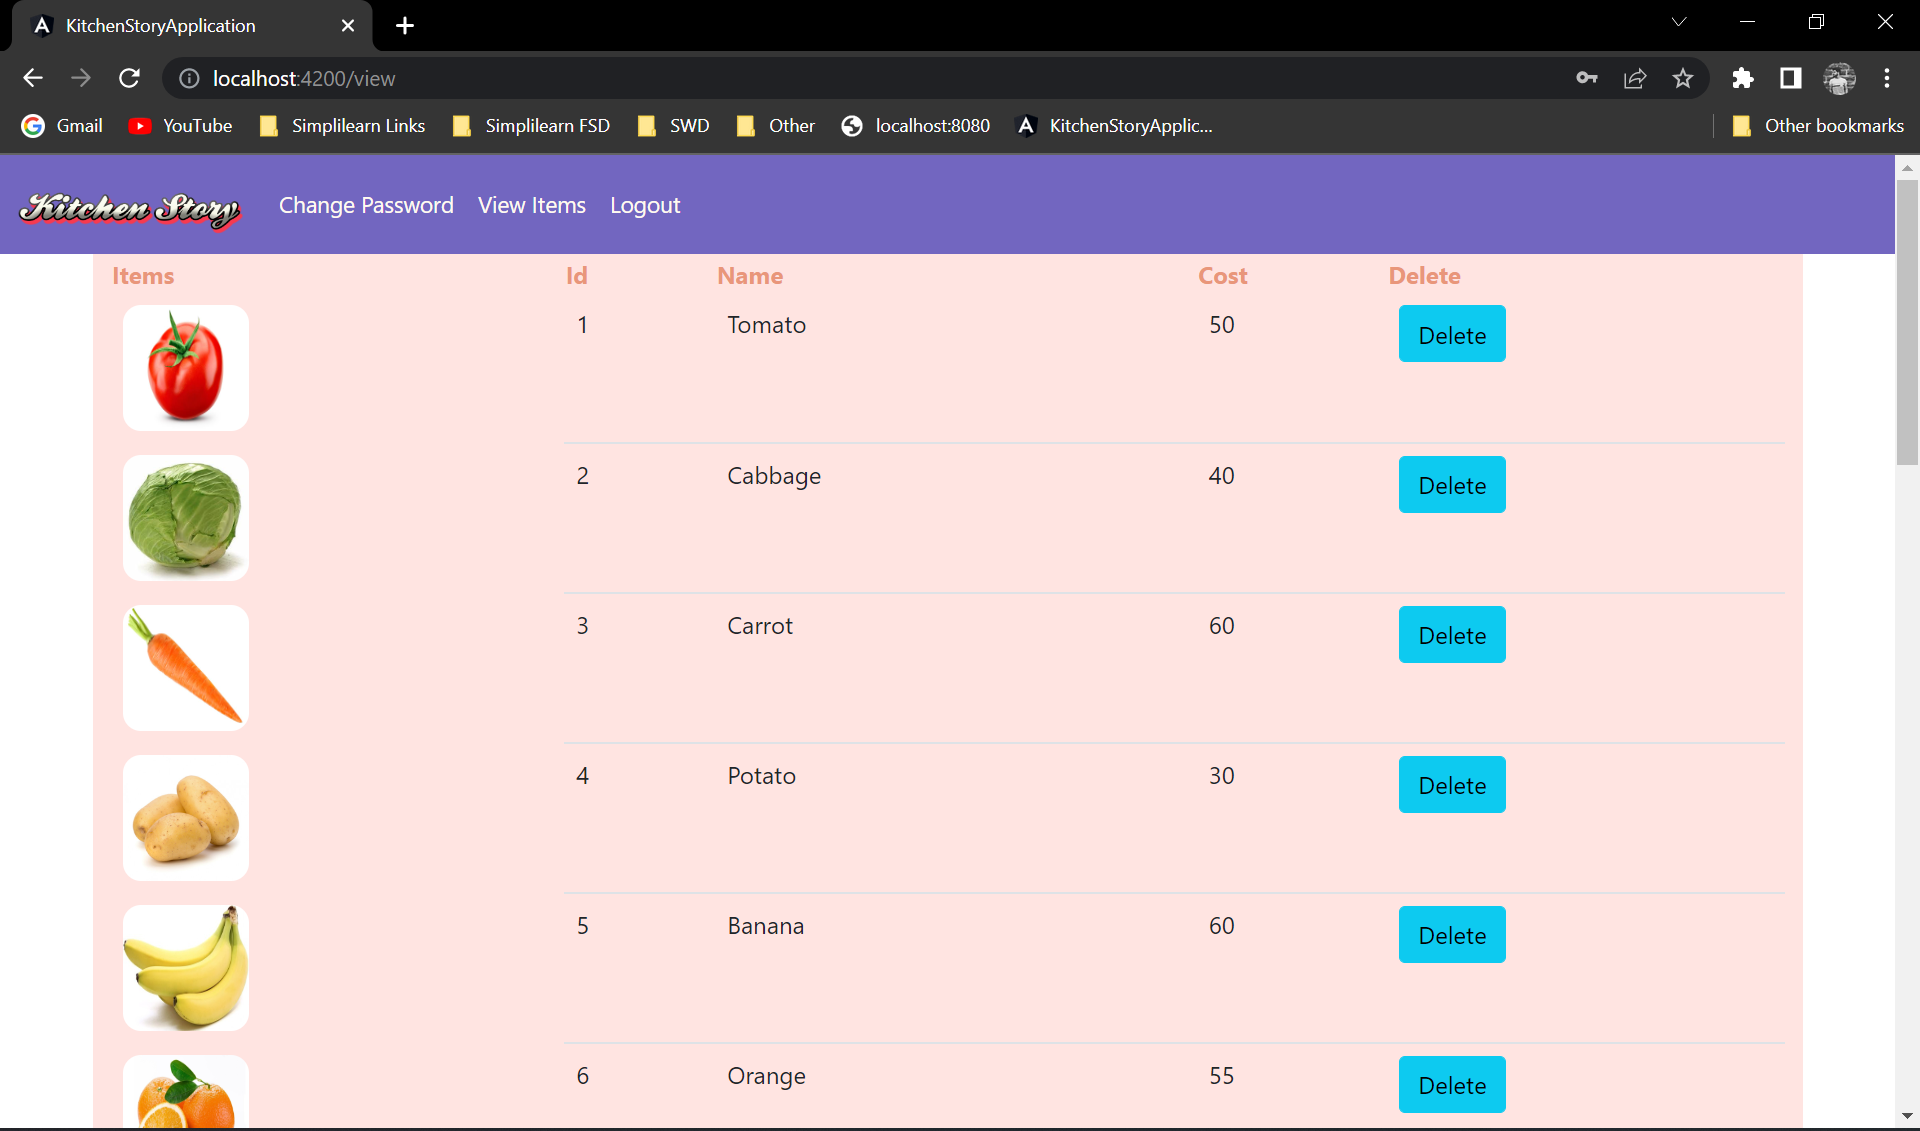 KitchenStoryApplication
localhost:4200/view
Gmail YouTube Simplilearn Links Simplilearn FSD SWD Other localhost:8080 KitchenStoryApplic... Other bookmarks
Kitchen Story Change Password View Items Logout
Items Id Name Cost Delete
1 Tomato 50 Delete
2 Cabbage 40 Delete
3 Carrot 60 Delete
4 Potato 30 Delete
5 Banana 60 Delete
6 Orange 55 Delete